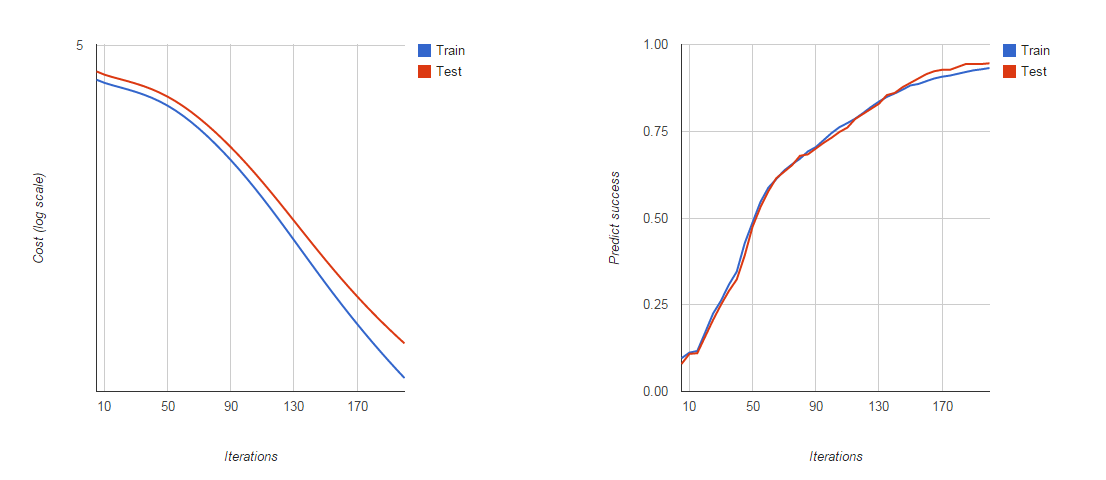 5
Cost (log scale)
10 50 90 130 170
Iterations
Train
Test
1.00
0.75
0.50
0.25
0.00
Predict success
10 50 90 130 170
Iterations
Train
Test